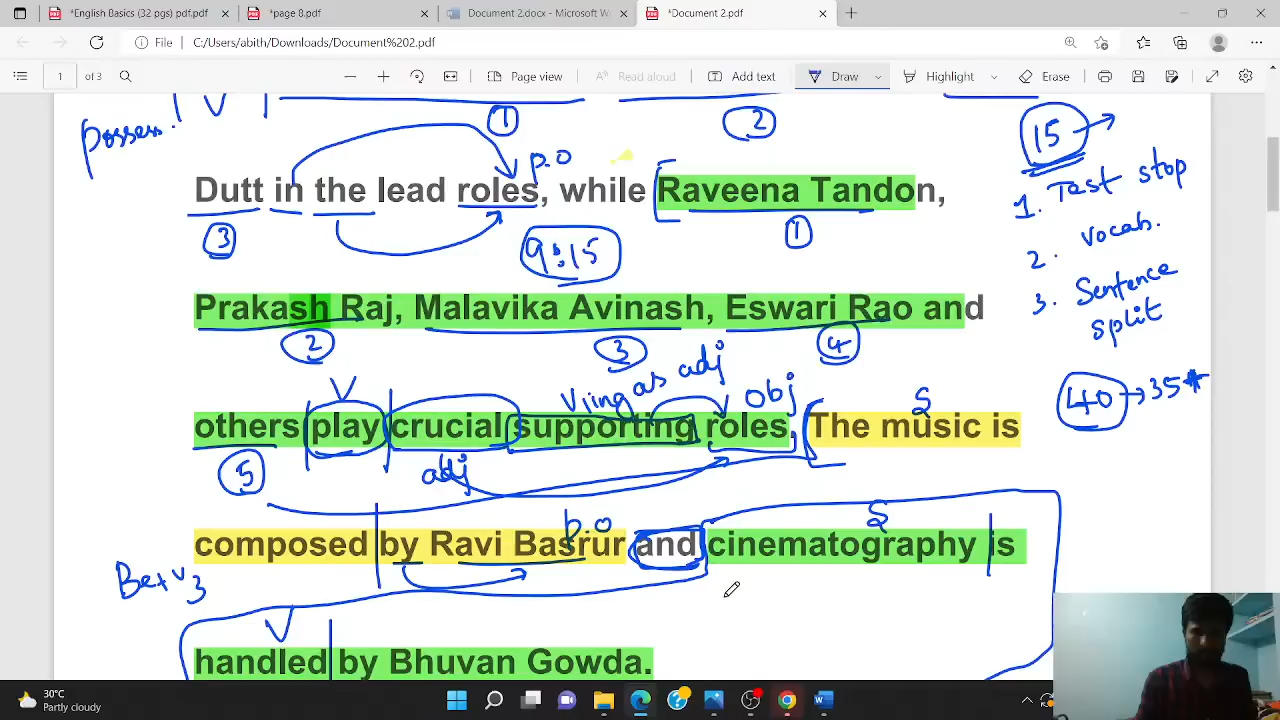 *English Basics (32 pgs) pdf.pdf
*page 8.pdf
Document 2.docx - Microsoft W
*Document 2.pdf
File
C:/Users/abith/Downloads/Document%202.pdf
1
of 3
Page view
Read aloud
Add text
Draw
Highlight
Erase
possess. V
1
2
15
p.o
Dutt in the lead roles, while Raveena Tandon,
1. Test stop
3
9:15
1
2. vocab.
Prakash Raj, Malavika Avinash, Eswari Rao and
3. Sentence
split
2
3
4
V
Ving as adj
Obj
S
40 → 35*
others play crucial supporting roles. The music is
5
adj
p.o
S
composed by Ravi Basrur and cinematography is
Be+V3
V
handled by Bhuvan Gowda.
30°C
Partly cloudy